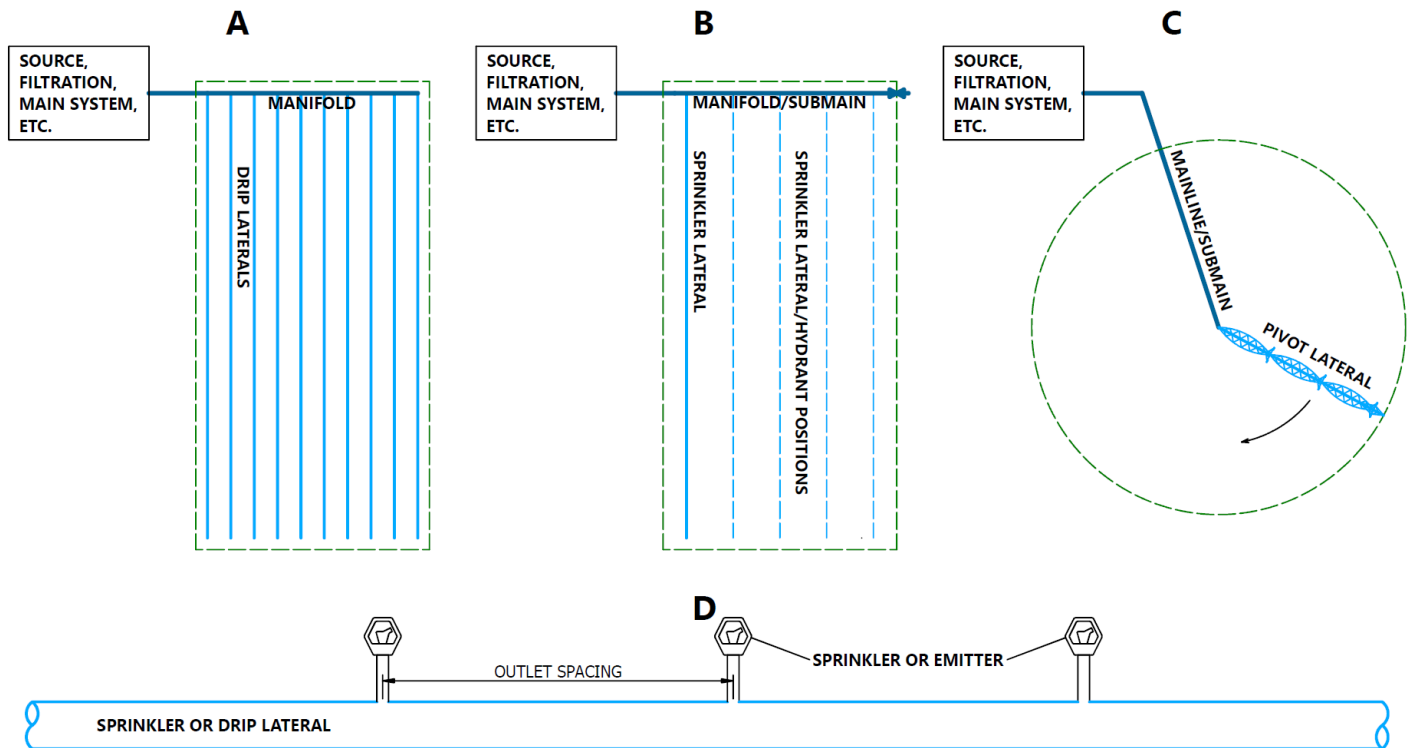 A
SOURCE,
FILTRATION,
MAIN SYSTEM,
ETC.
MANIFOLD
DRIP LATERALS
B
SOURCE,
FILTRATION,
MAIN SYSTEM,
ETC.
MANIFOLD/SUBMAIN
SPRINKLER LATERAL
SPRINKLER LATERAL/HYDRANT POSITIONS
C
SOURCE,
FILTRATION,
MAIN SYSTEM,
ETC.
MAINLINE/SUBMAIN
PIVOT LATERAL
D
OUTLET SPACING
SPRINKLER OR EMITTER
SPRINKLER OR DRIP LATERAL